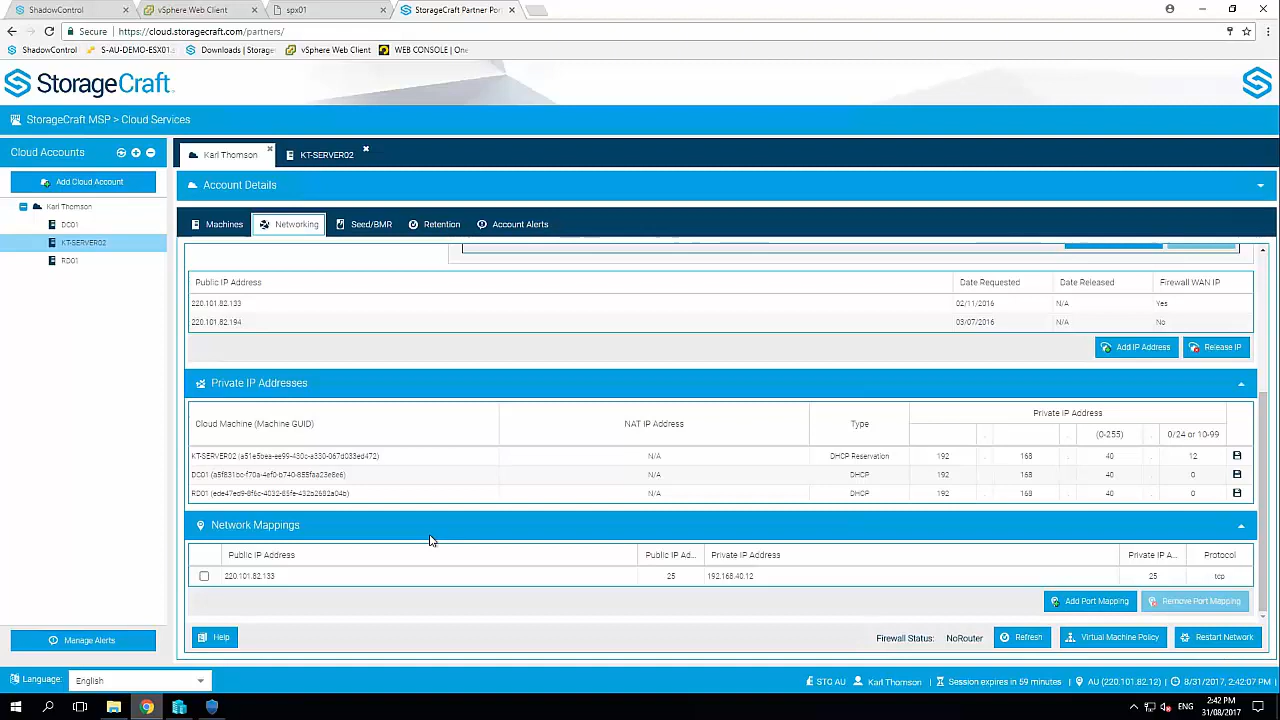 ShadowControl
vSphere Web Client
spx01
StorageCraft Partner Por
Secure https://cloud.storagecraft.com/partners/
ShadowControl
S-AU-DEMO-ESX01.
Downloads | Storage
vSphere Web Client
WEB CONSOLE | One
StorageCraft
StorageCraft MSP > Cloud Services
Cloud Accounts
Add Cloud Account
Karl Thomson
DC01
KT-SERVER02
RD01
Manage Alerts
Karl Thomson
KT-SERVER02
Account Details
Machines
Networking
Seed/BMR
Retention
Account Alerts
Public IP Address Date Requested Date Released Firewall WAN IP
220.101.82.133 02/11/2016 N/A Yes
220.101.82.194 03/07/2016 N/A No
Add IP Address
Release IP
Private IP Addresses
Cloud Machine (Machine GUID) NAT IP Address Type Private IP Address
. . (0-255) . 0/24 or 10-99
KT-SERVER02 N/A DHCP Reservation 192 . 168 . 40 . 12
DC01 N/A DHCP 192 . 168 . 40 . 0
RD01 N/A DHCP 192 . 168 . 40 . 0
Network Mappings
Public IP Address Public IP Ad... Private IP Address Private IP A... Protocol
220.101.82.133 25 192.168.40.12 25 tcp
Add Port Mapping
Remove Port Mapping
Help
Firewall Status: NoRouter
Refresh
Virtual Machine Policy
Restart Network
Language: English
STC AU | Karl Thomson | Session expires in 59 minutes | AU (220.101.82.12) | 8/31/2017, 2:42:07 PM
ENG
2:42 PM
31/08/2017